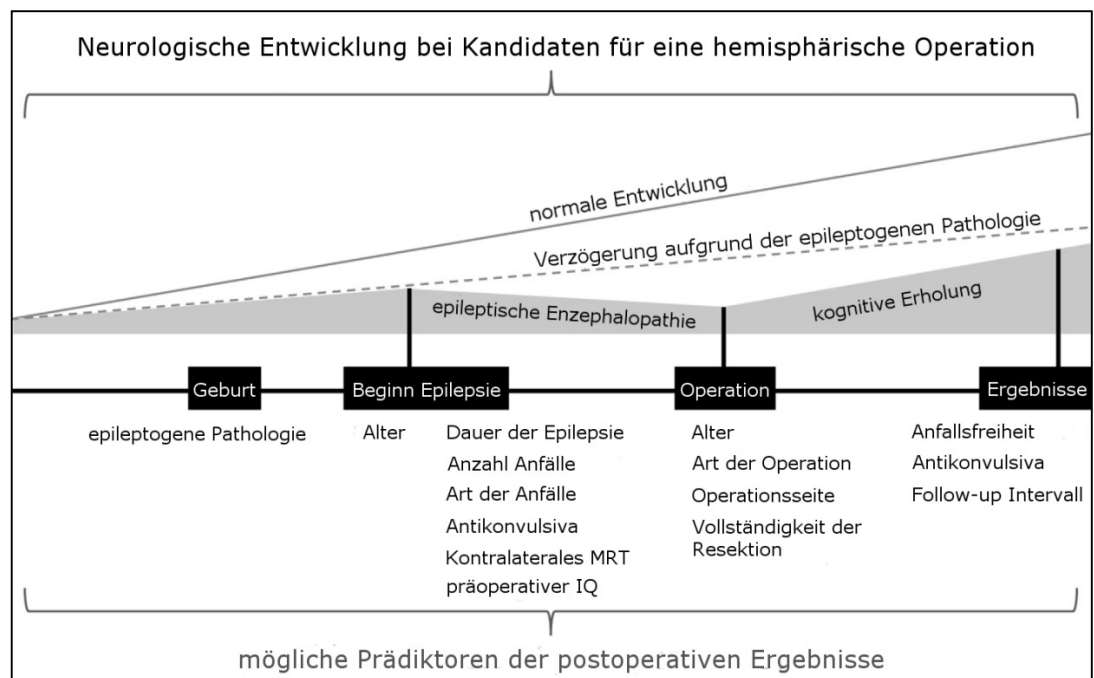 Neurologische Entwicklung bei Kandidaten für eine hemisphärische Operation
normale Entwicklung
Verzögerung aufgrund der epileptogenen Pathologie
epileptische Enzephalopathie
kognitive Erholung
Geburt
Beginn Epilepsie
Operation
Ergebnisse
epileptogene Pathologie
Alter
Dauer der Epilepsie
Anzahl Anfälle
Art der Anfälle
Antikonvulsiva
Kontralaterales MRT
präoperativer IQ
Alter
Art der Operation
Operationsseite
Vollständigkeit der
Resektion
Anfallsfreiheit
Antikonvulsiva
Follow-up Intervall
mögliche Prädiktoren der postoperativen Ergebnisse